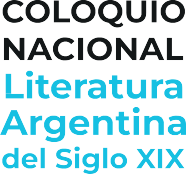 COLOQUIO
NACIONAL
Literatura
Argentina
del Siglo XIX